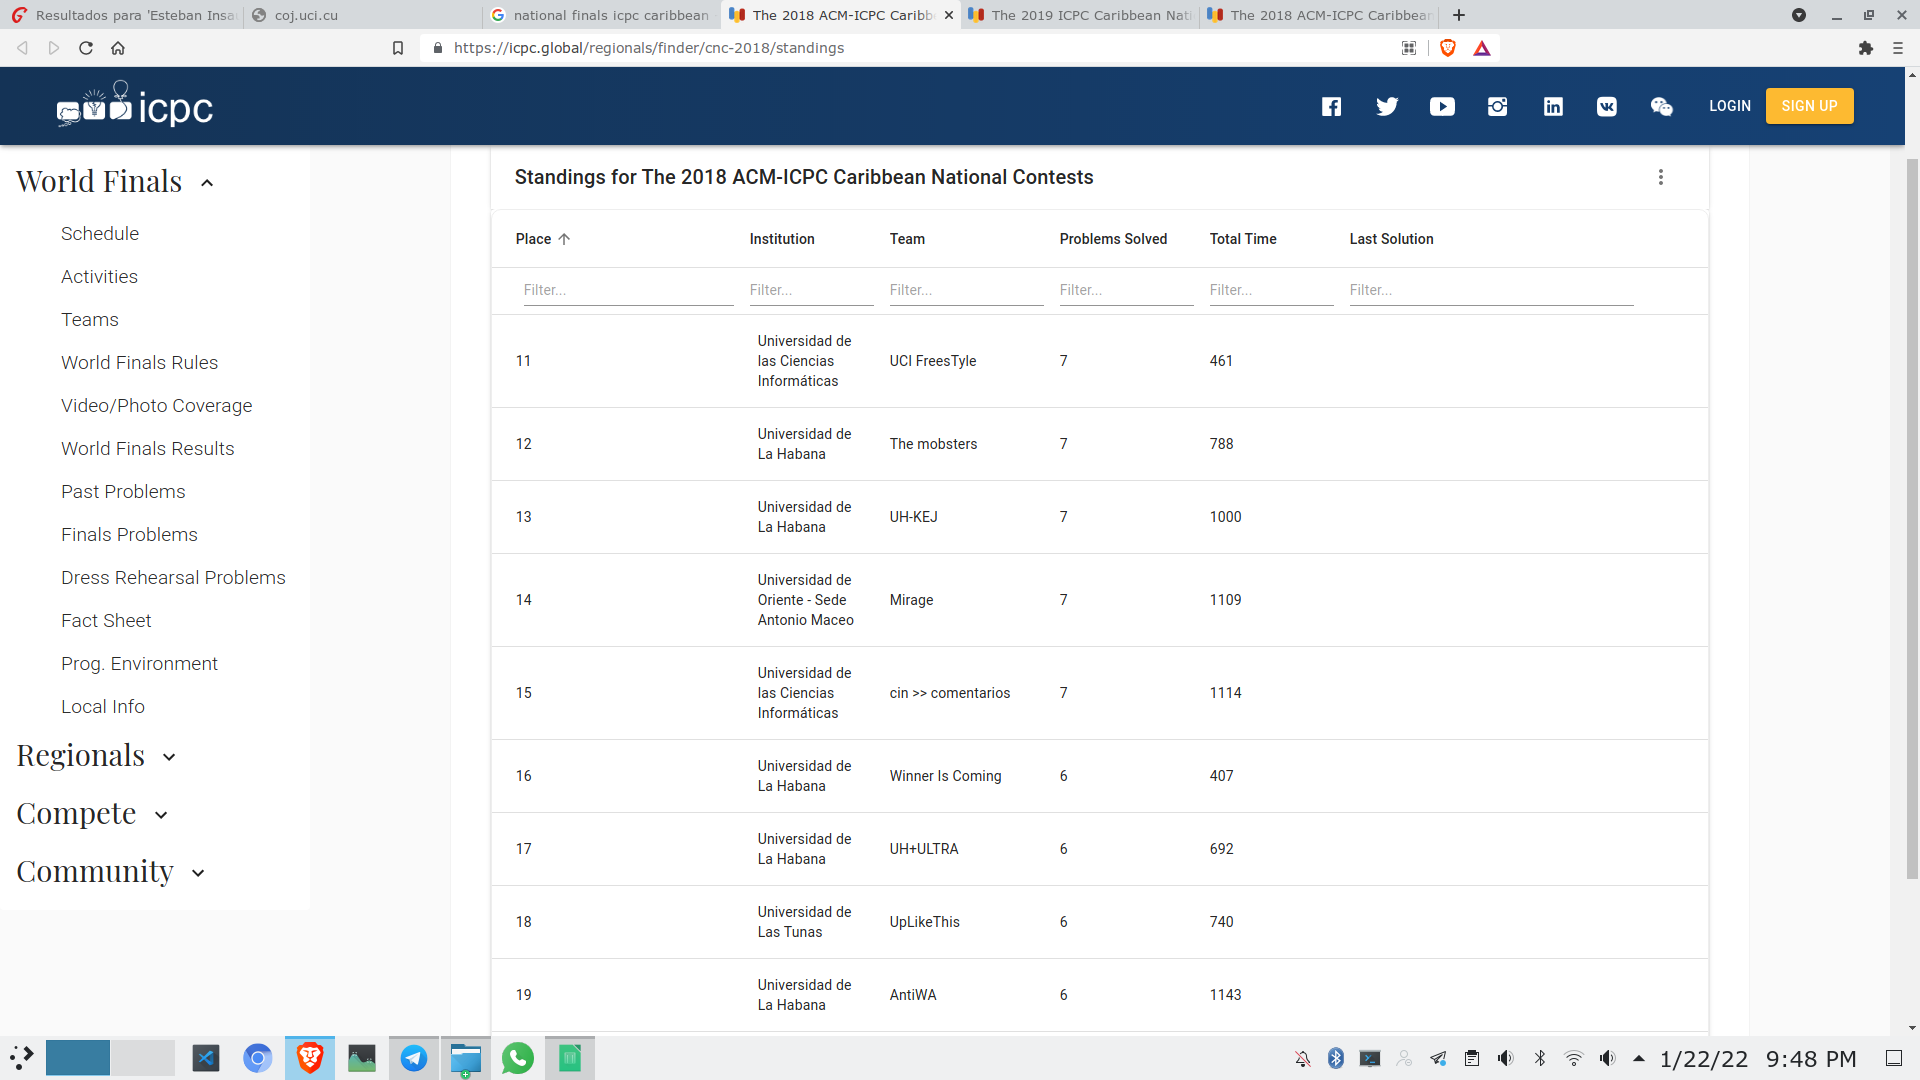 Resultados para 'Esteban Insa
coj.uci.cu
national finals icpc caribbean
The 2018 ACM-ICPC Caribb
The 2019 ICPC Caribbean Nati
The 2018 ACM-ICPC Caribbean
https://icpc.global/regionals/finder/cnc-2018/standings
icpc
LOGIN
SIGN UP
World Finals
Schedule
Activities
Teams
World Finals Rules
Video/Photo Coverage
World Finals Results
Past Problems
Finals Problems
Dress Rehearsal Problems
Fact Sheet
Prog. Environment
Local Info
Regionals
Compete
Community
Standings for The 2018 ACM-ICPC Caribbean National Contests
Place Institution Team Problems Solved Total Time Last Solution
Filter... Filter... Filter... Filter... Filter... Filter...
11 Universidad de las Ciencias Informáticas UCI FreesTyle 7 461
12 Universidad de La Habana The mobsters 7 788
13 Universidad de La Habana UH-KEJ 7 1000
14 Universidad de Oriente - Sede Antonio Maceo Mirage 7 1109
15 Universidad de las Ciencias Informáticas cin >> comentarios 7 1114
16 Universidad de La Habana Winner Is Coming 6 407
17 Universidad de La Habana UH+ULTRA 6 692
18 Universidad de Las Tunas UpLikeThis 6 740
19 Universidad de La Habana AntiWA 6 1143
1/22/22 9:48 PM